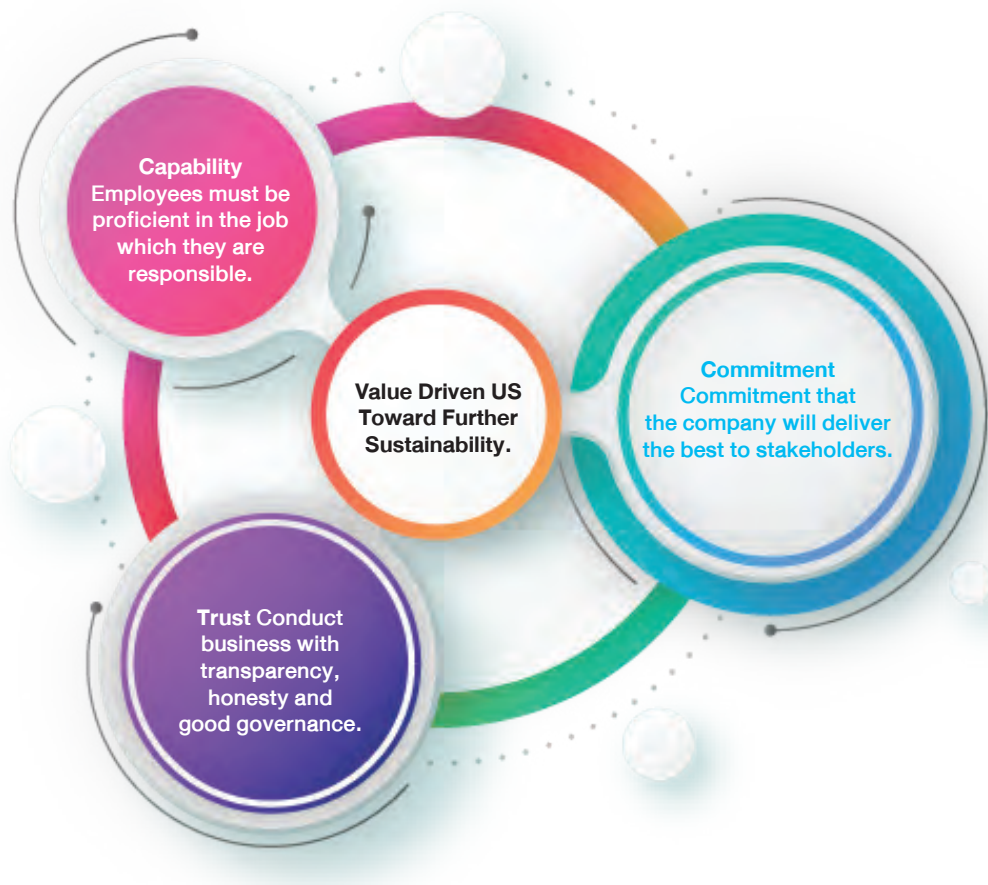 Capability
Employees must be
proficient in the job
which they are
responsible.
Value Driven US
Toward Further
Sustainability.
Commitment
Commitment that
the company will deliver
the best to stakeholders.
Trust Conduct
business with
transparency,
honesty and
good governance.